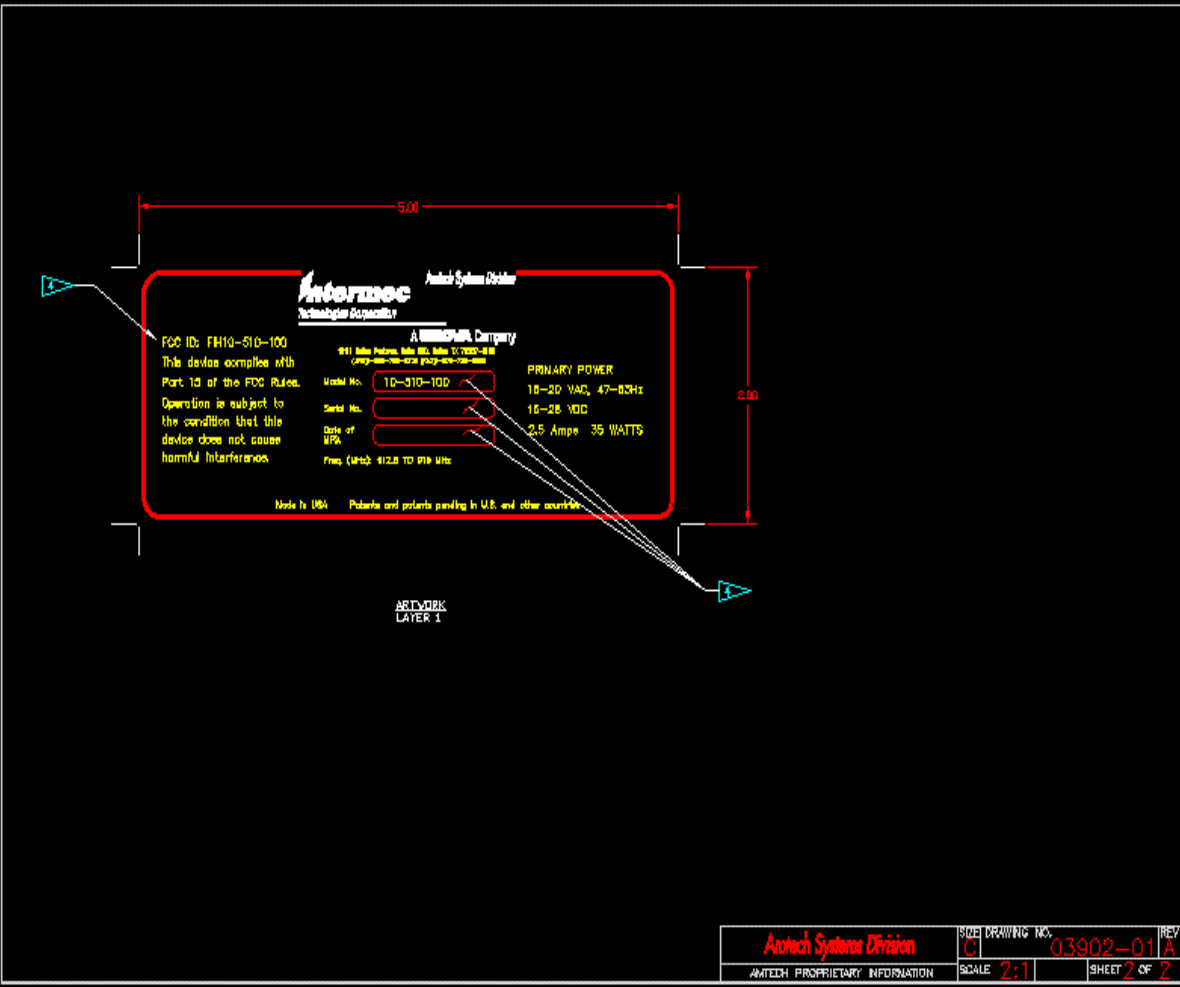 5.00
4
Intermec
Amtech Systems Division
Technologies Corporation
A Company
FCC ID: FIH10-510-100
This device complies with
Part 15 of the FCC Rules.
Operation is subject to
the condition that this
device does not cause
harmful interference.
Model No. 10-510-100
Serial No.
Date of
MFG.
Freq. (MHz): TO MHz
PRIMARY POWER
16-20 VAC, 47-63Hz
16-28 VDC
2.5 Amps 35 WATTS
2.00
Made in USA Patents and patents pending in U.S. and other countries
4
ARTWORK
LAYER 1
Amtech Systems Division
AMTECH PROPRIETARY INFORMATION
SIZE C
DRAWING NO. 03902-01
REV A
SCALE 2:1
SHEET 2 OF 2